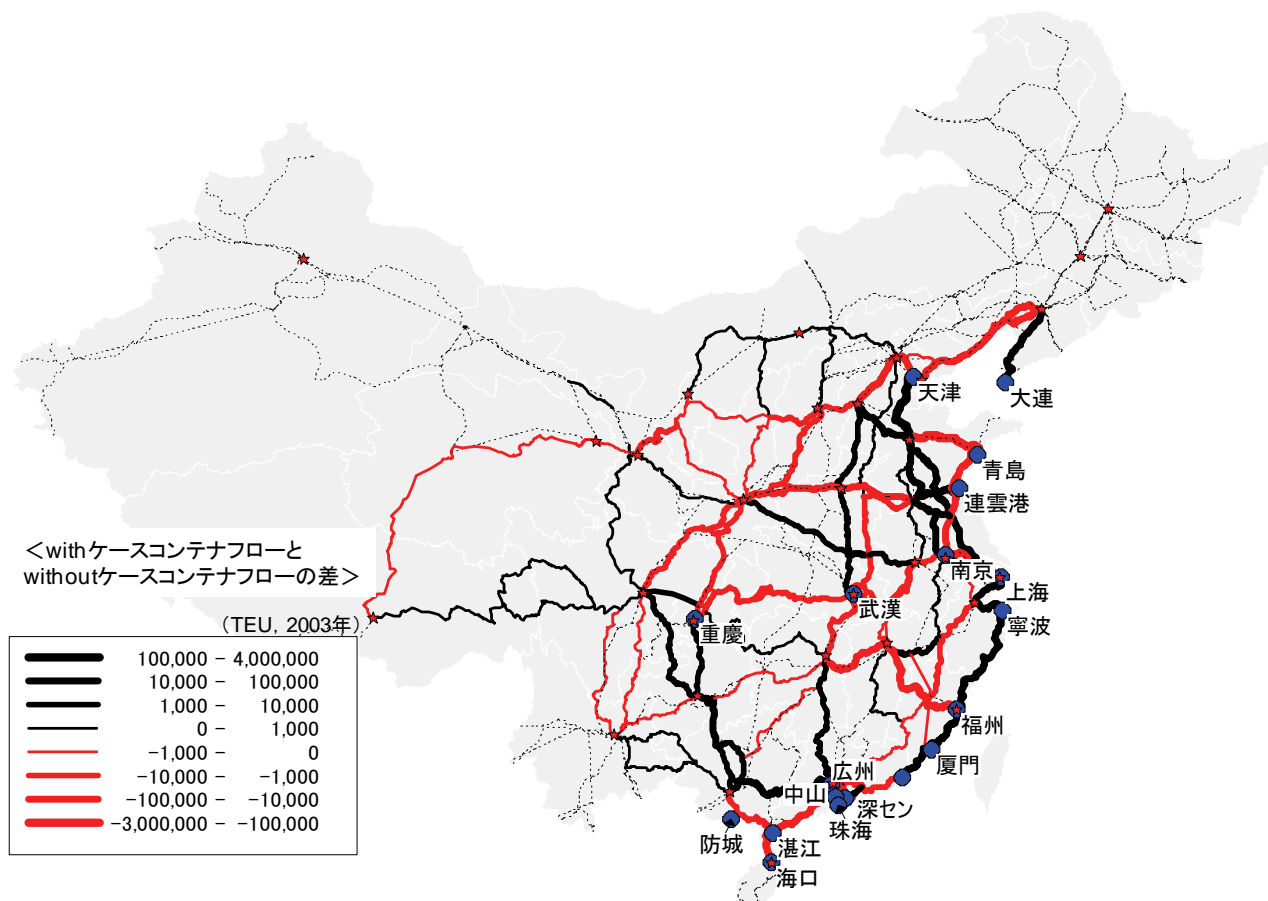 天津
大連
青島
連雲港
<withケースコンテナフローと
withoutケースコンテナフローの差>
南京
上海
武漢
寧波
(TEU, 2003年)
重慶
100,000 - 4,000,000
10,000 - 100,000
1,000 - 10,000
0 - 1,000
-1,000 - 0
-10,000 - -1,000
-100,000 - -10,000
-3,000,000 - -100,000
福州
厦門
広州
中山
深セン
珠海
防城
湛江
海口